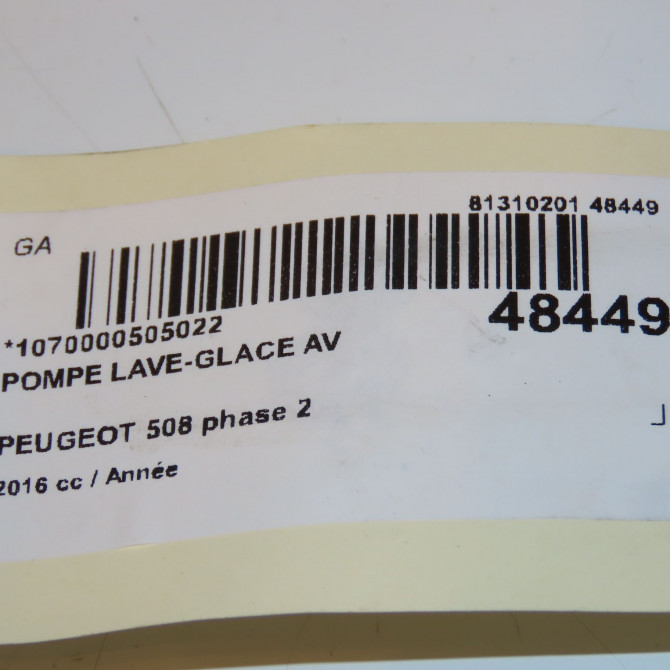 81310201 48449
GA
48449
*1070000505022
POMPE LAVE-GLACE AV
PEUGEOT 508 phase 2
2016 cc / Année